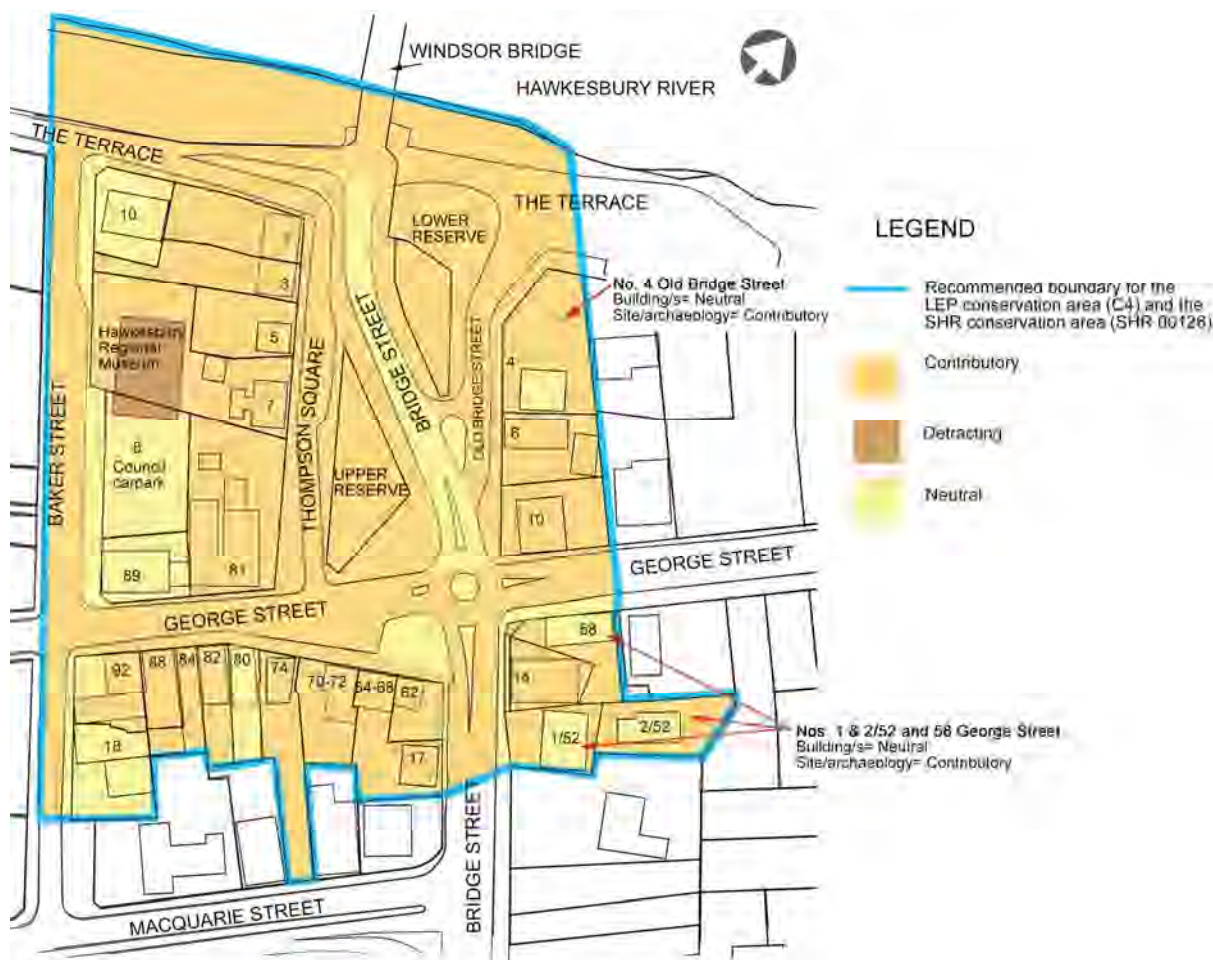 WINDSOR BRIDGE
HAWKESBURY RIVER
THE TERRACE
THE TERRACE
LOWER
RESERVE
10
1
3
Hawkesbury
Regional
Museum
5
7
BAKER STREET
THOMPSON SQUARE
BRIDGE STREET
OLD BRIDGE STREET
UPPER
RESERVE
No. 4 Old Bridge Street
Building/s= Neutral
Site/archaeology= Contributory
4
6
10
8
Council
carpark
89
81
GEORGE STREET
GEORGE STREET
92
88
84
82
80
74
70-72
64-68
62
58
14
18
17
1/52
2/52
Nos. 1 & 2/52 and 58 George Street
Building/s= Neutral
Site/archaeology= Contributory
BRIDGE STREET
MACQUARIE STREET
LEGEND
Recommended boundary for the
LEP conservation area (C4) and the
SHR conservation area (SHR 00126)
Contributory
Detracting
Neutral